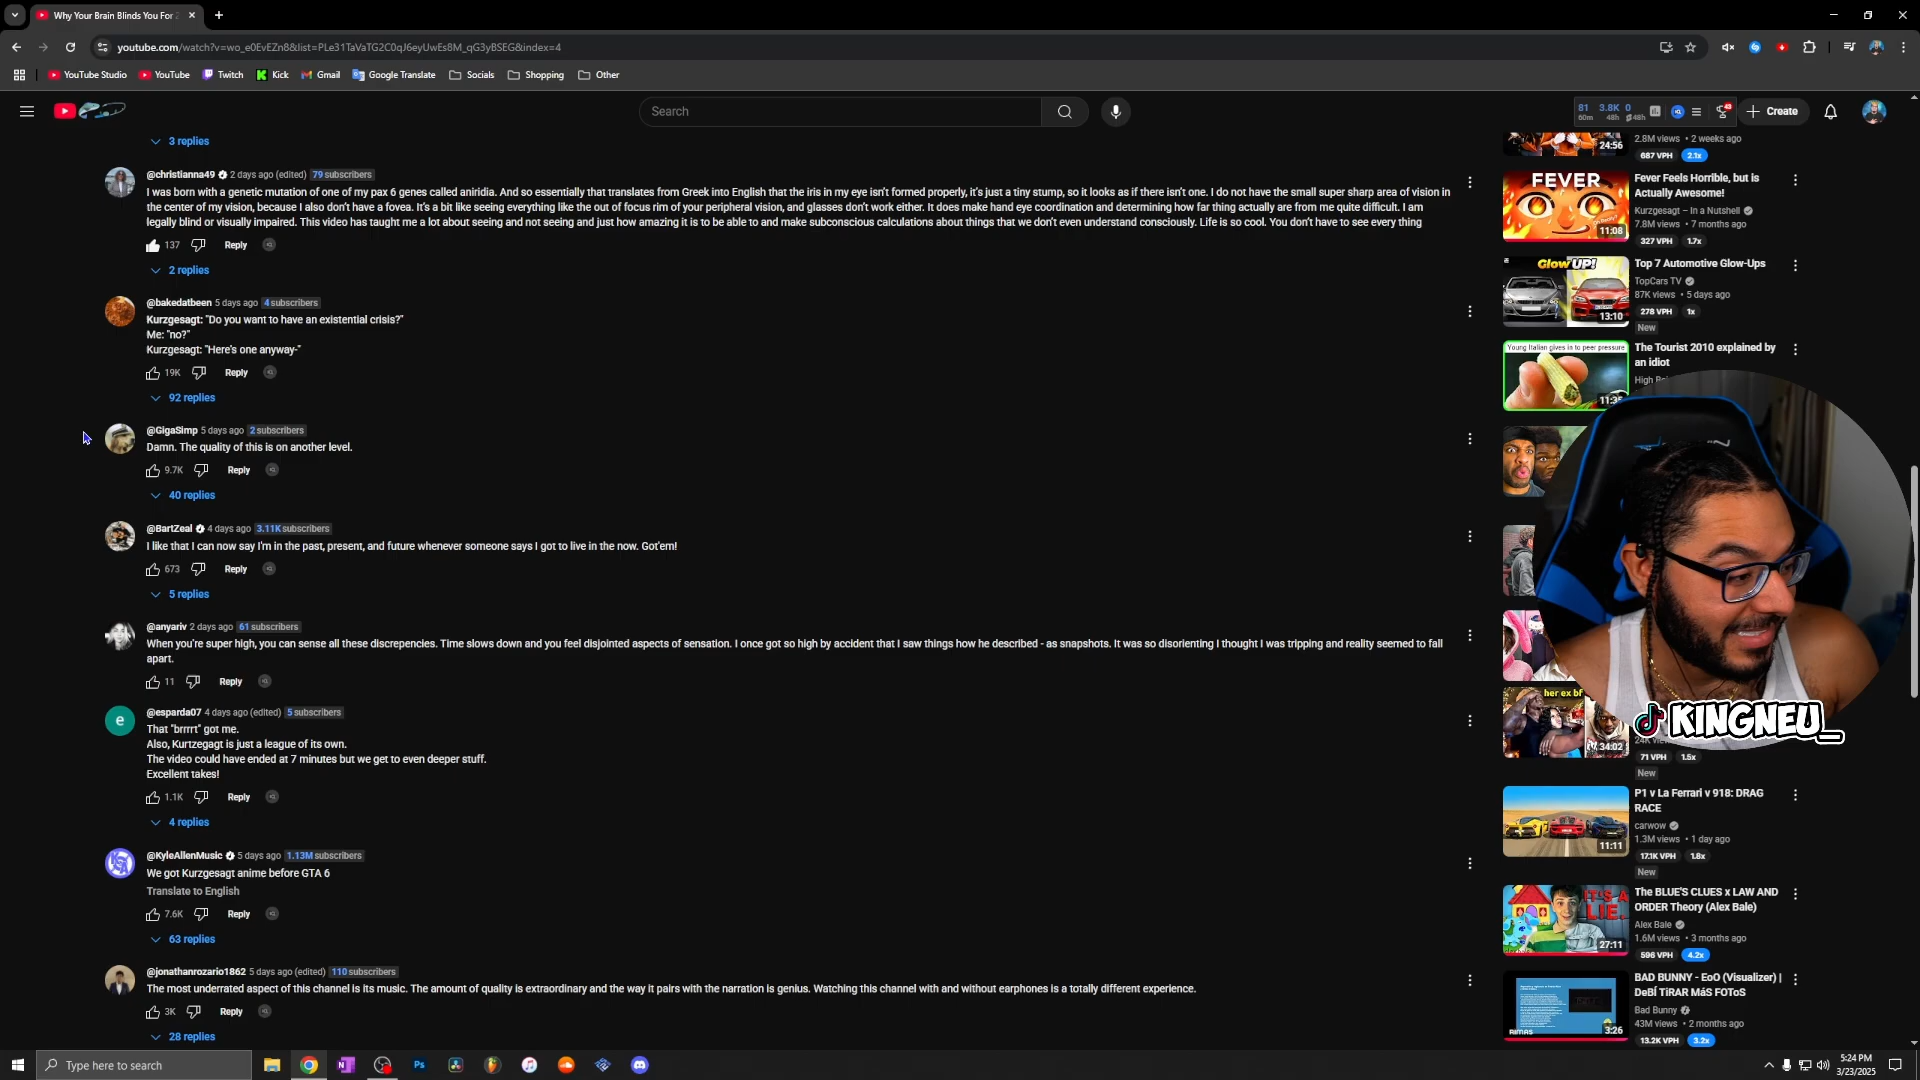 Why Your Brain Blinds You For
youtube.com/watch?v=wo_e0EvEZn8&list=PLe31TaVaTG2C0qJ6eyUwEs8M_qG3yBSEG&index=4
YouTube Studio
YouTube
Twitch
Kick
Gmail
Google Translate
Socials
Shopping
Other
Search
81 3.8K 0
60m 48h 48h
Create
3 replies
@christianna49 2 days ago (edited) 79 subscribers
I was born with a genetic mutation of one of my pax 6 genes called aniridia. And so essentially that translates from Greek into English that the iris in my eye isn't formed properly, it's just a tiny stump, so it looks as if there isn't one. I do not have the small super sharp area of vision in
the center of my vision, because I also don't have a fovea. It's a bit like seeing everything like the out of focus rim of your peripheral vision, and glasses don't work either. It does make hand eye coordination and determining how far thing actually are from me quite difficult. I am
legally blind or visually impaired. This video has taught me a lot about seeing and not seeing and just how amazing it is to be able to and make subconscious calculations about things that we don't even understand consciously. Life is so cool. You don't have to see every thing
137 Reply
2 replies
@bakedatbeen 5 days ago 4 subscribers
Kurzgesagt: "Do you want to have an existential crisis?"
Me: "no?"
Kurzgesagt: "Here's one anyway-"
19K Reply
92 replies
@GigaSimp 5 days ago 2 subscribers
Damn. The quality of this is on another level.
9.7K Reply
40 replies
@BartZeal 4 days ago 3.11K subscribers
I like that I can now say I'm in the past, present, and future whenever someone says I got to live in the now. Got'em!
673 Reply
5 replies
@anyariv 2 days ago 61 subscribers
When you're super high, you can sense all these discrepencies. Time slows down and you feel disjointed aspects of sensation. I once got so high by accident that I saw things how he described - as snapshots. It was so disorienting I thought I was tripping and reality seemed to fall
apart.
11 Reply
e
@esparda07 4 days ago (edited) 5 subscribers
That "brrrrt" got me.
Also, Kurtzegagt is just a league of its own.
The video could have ended at 7 minutes but we get to even deeper stuff.
Excellent takes!
1.1K Reply
4 replies
@KyleAllenMusic 5 days ago 1.13M subscribers
We got Kurzgesagt anime before GTA 6
Translate to English
7.6K Reply
63 replies
@jonathanrozario1862 5 days ago (edited) 110 subscribers
The most underrated aspect of this channel is its music. The amount of quality is extraordinary and the way it pairs with the narration is genius. Watching this channel with and without earphones is a totally different experience.
3K Reply
28 replies
24:56
2.8M views • 2 weeks ago
687 VPH 2.1x
FEVER
11:08
Fever Feels Horrible, but is
Actually Awesome!
Kurzgesagt – In a Nutshell
7.8M views • 7 months ago
327 VPH 1.7x
Glow UP!
13:10
Top 7 Automotive Glow-Ups
TopCars TV
87K views • 5 days ago
278 VPH 1x
New
Young Italian gives in to peer pressure
11:35
The Tourist 2010 explained by
an idiot
her ex bf
34:02
KINGNEU_
71 VPH 1.5x
New
11:11
P1 v La Ferrari v 918: DRAG
RACE
carwow
1.3M views • 1 day ago
17.1K VPH 1.8x
New
IT'S A
LIE.
27:11
The BLUE'S CLUES x LAW AND
ORDER Theory (Alex Bale)
Alex Bale
1.6M views • 3 months ago
596 VPH 4.2x
RIMAS
3:26
BAD BUNNY - EoO (Visualizer) |
DeBÍ TiRAR MáS FOToS
Bad Bunny
43M views • 2 months ago
13.2K VPH 3.2x
Type here to search
Ps
5:24 PM
3/23/2025